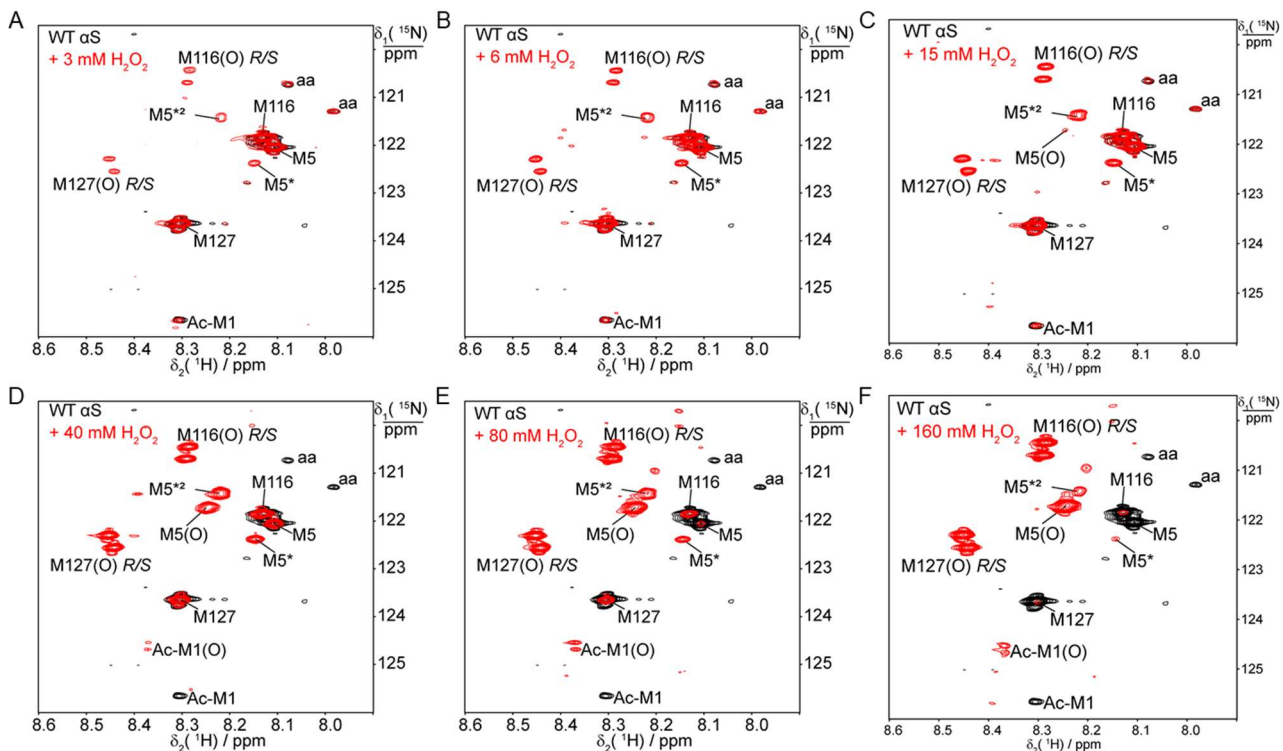 A
WT αS
+ 3 mM H₂O₂
M116(O) R/S
aa
aa
M116
M5*²
M5
M5*
M127(O) R/S
M127
Ac-M1
δ₁(¹⁵N)
ppm
121
122
123
124
125
8.6 8.5 8.4 8.3 8.2 8.1 8.0
δ₂(¹H) / ppm
B
WT αS
+ 6 mM H₂O₂
M116(O) R/S
aa
aa
M116
M5*²
M5
M5*
M127(O) R/S
M127
Ac-M1
δ₁(¹⁵N)
ppm
121
122
123
124
125
8.6 8.5 8.4 8.3 8.2 8.1 8.0
δ₂(¹H) / ppm
C
WT αS
+ 15 mM H₂O₂
M116(O) R/S
aa
aa
M116
M5*²
M5(O)
M5
M5*
M127(O) R/S
M127
Ac-M1
δ₁(¹⁵N)
ppm
121
122
123
124
125
8.6 8.5 8.4 8.3 8.2 8.1 8.0
δ₂(¹H) / ppm
D
WT αS
+ 40 mM H₂O₂
M116(O) R/S
aa
aa
M116
M5*²
M5(O)
M5
M5*
M127(O) R/S
M127
Ac-M1(O)
Ac-M1
δ₁(¹⁵N)
ppm
121
122
123
124
125
8.6 8.5 8.4 8.3 8.2 8.1 8.0
δ₂(¹H) / ppm
E
WT αS
+ 80 mM H₂O₂
M116(O) R/S
aa
aa
M116
M5*²
M5(O)
M5
M5*
M127(O) R/S
M127
Ac-M1(O)
Ac-M1
δ₁(¹⁵N)
ppm
121
122
123
124
125
8.6 8.5 8.4 8.3 8.2 8.1 8.0
δ₂(¹H) / ppm
F
WT αS
+ 160 mM H₂O₂
M116(O) R/S
aa
aa
M116
M5*²
M5(O)
M5
M5*
M127(O) R/S
M127
Ac-M1(O)
Ac-M1
δ₁(¹⁵N)
ppm
121
122
123
124
125
8.6 8.5 8.4 8.3 8.2 8.1 8.0
δ₂(¹H) / ppm